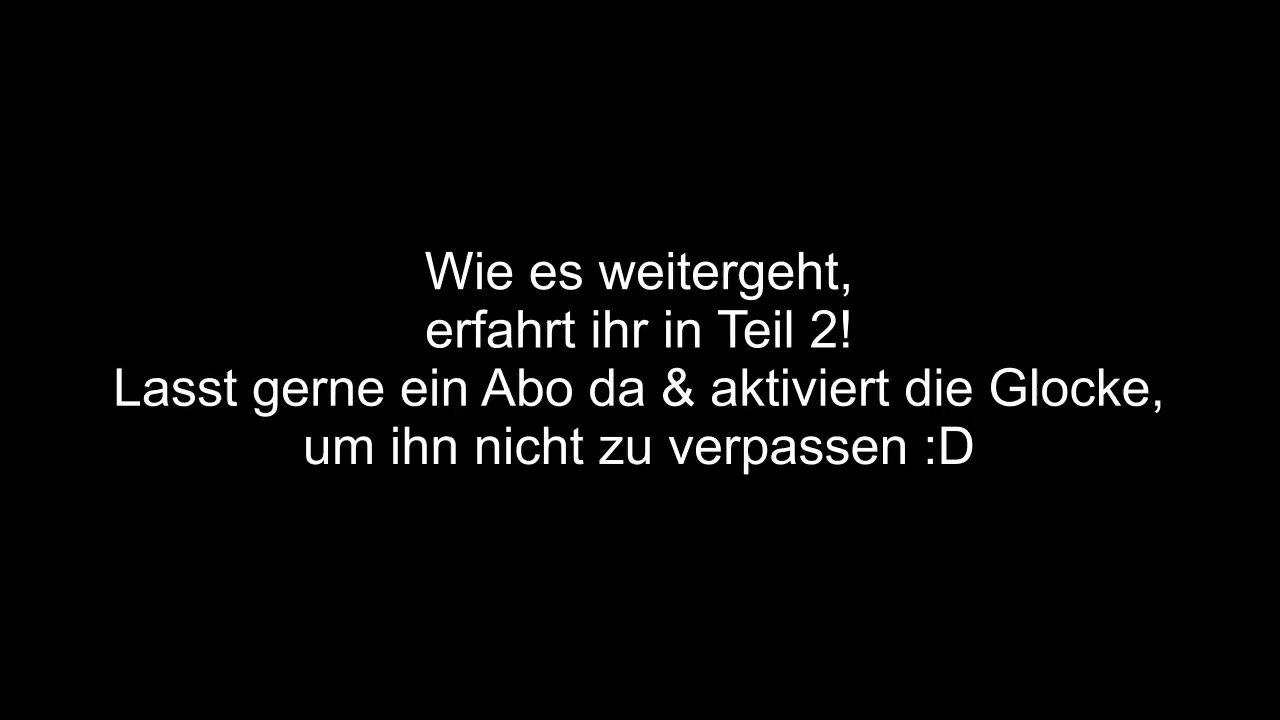 Wie es weitergeht,
erfahrt ihr in Teil 2!
Lasst gerne ein Abo da & aktiviert die Glocke,
um ihn nicht zu verpassen :D